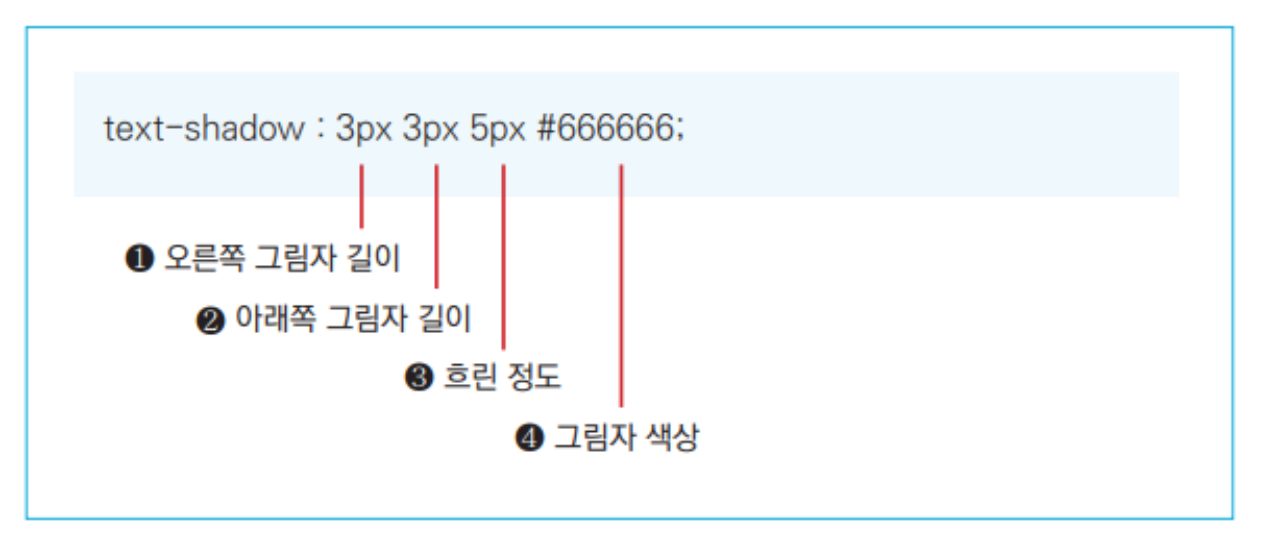 text-shadow : 3px 3px 5px #666666;
❶ 오른쪽 그림자 길이
❷ 아래쪽 그림자 길이
❸ 흐린 정도
❹ 그림자 색상